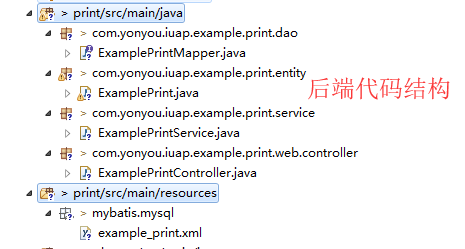 > print/src/main/java
> com.yonyou.iuap.example.print.dao
ExamplePrintMapper.java
> com.yonyou.iuap.example.print.entity
ExamplePrint.java
后端代码结构
> com.yonyou.iuap.example.print.service
ExamplePrintService.java
> com.yonyou.iuap.example.print.web.controller
ExamplePrintController.java
> print/src/main/resources
> mybatis.mysql
example_print.xml